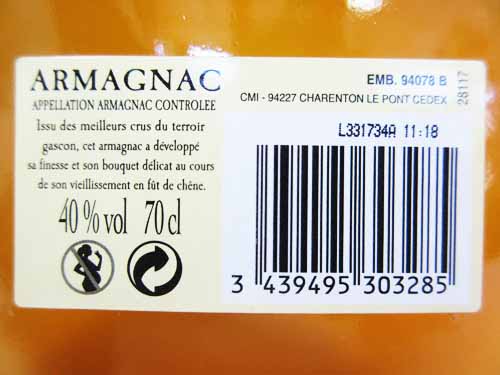 ARMAGNAC
APPELLATION ARMAGNAC CONTROLEE
Issu des meilleurs crus du terroir
gascon, cet armagnac a développé
sa finesse et son bouquet délicat au cours
de son vieillissement en fût de chêne.
40 % vol 70 cl
EMB. 94078 B
CMI - 94227 CHARENTON LE PONT CEDEX
28117
L331734A 11:18
3 439495 303285